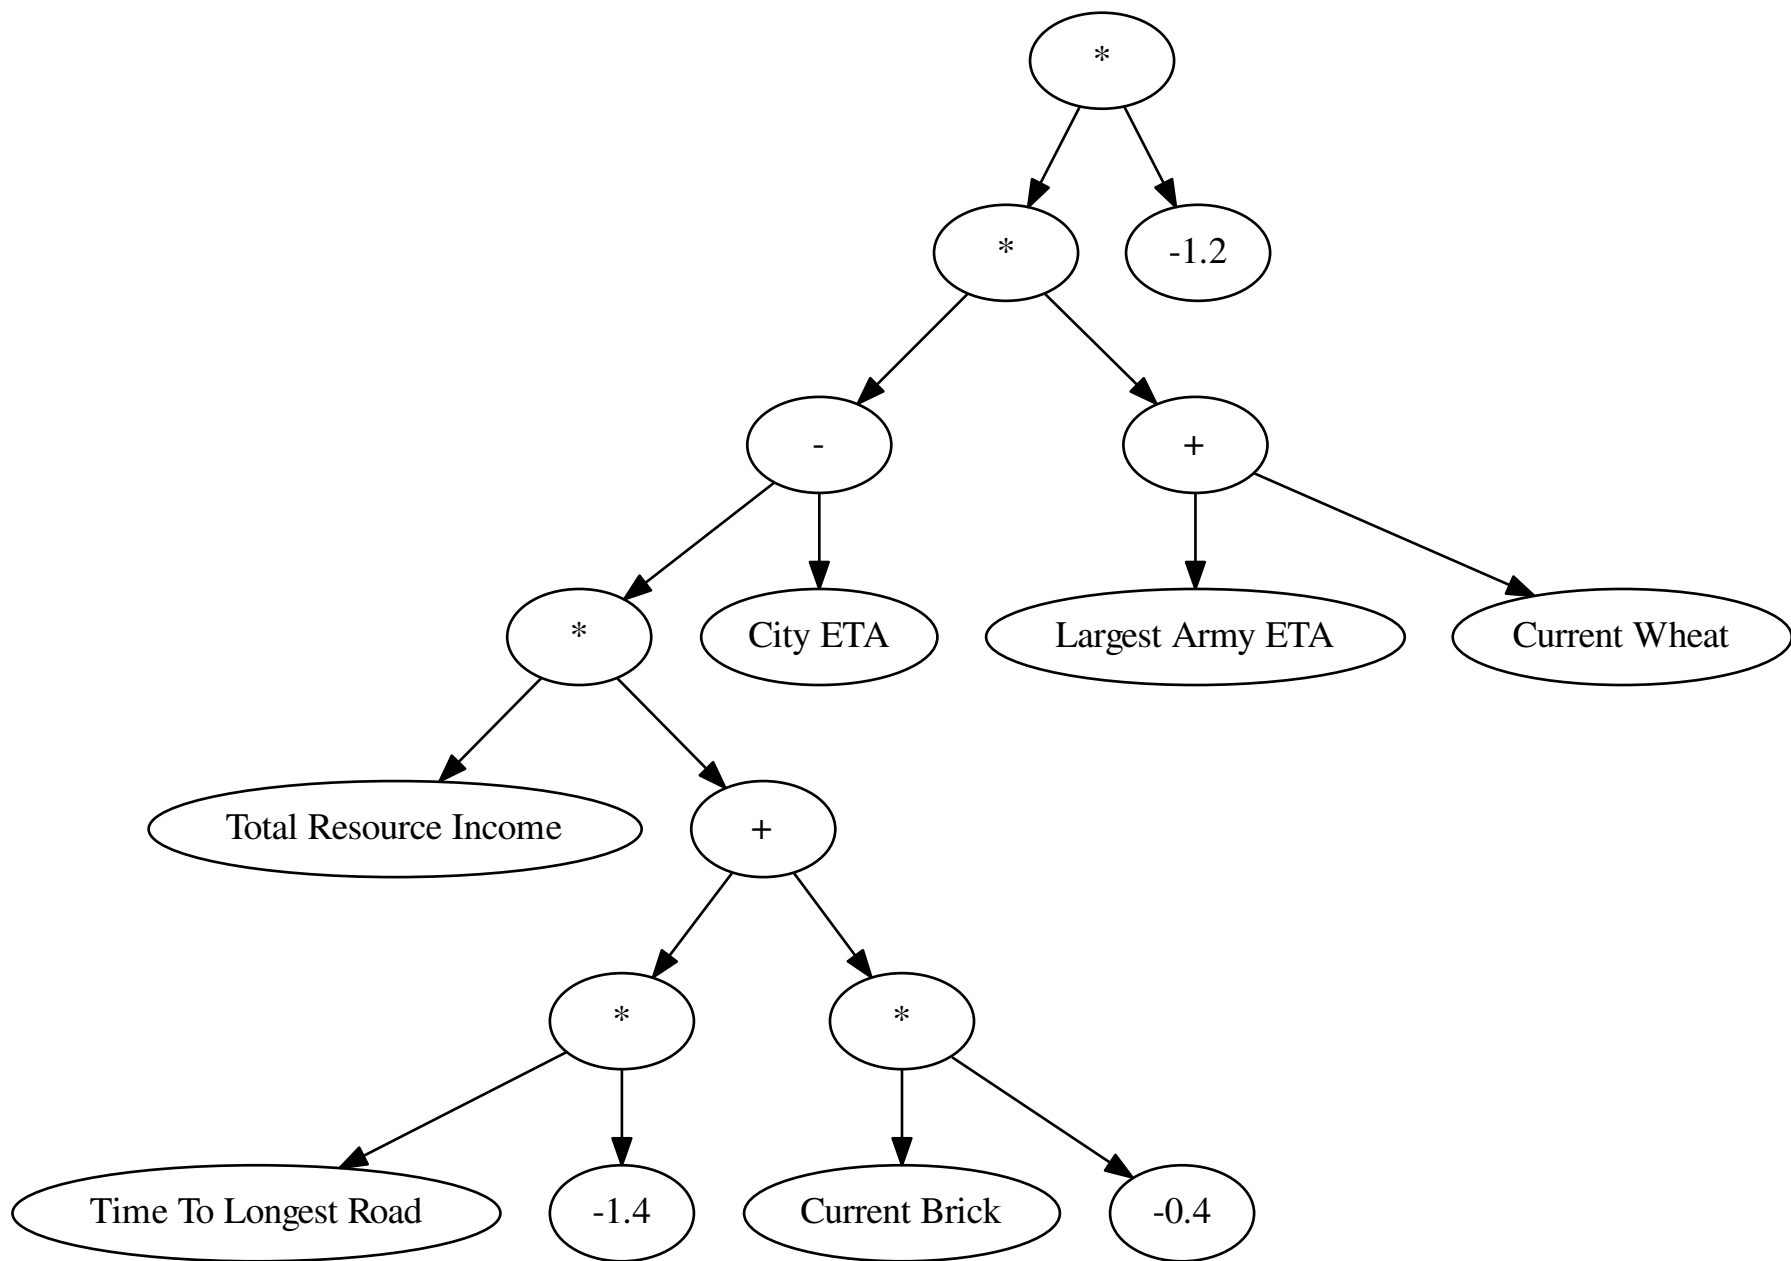 *
*
-1.2
-
+
*
City ETA
Largest Army ETA
Current Wheat
Total Resource Income
+
*
*
Time To Longest Road
-1.4
Current Brick
-0.4